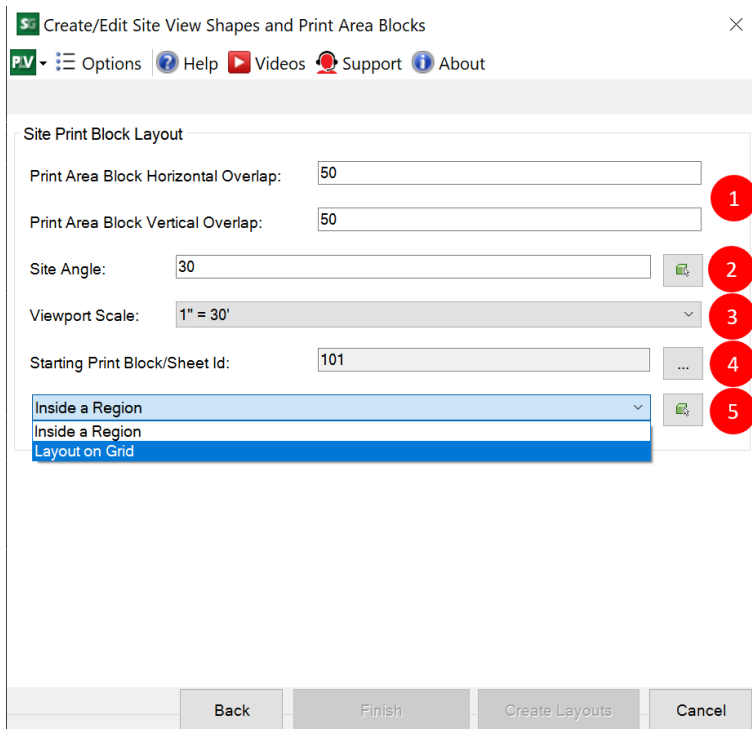 SG Create/Edit Site View Shapes and Print Area Blocks
PLV Options Help Videos Support About
Site Print Block Layout
Print Area Block Horizontal Overlap: 50
1
Print Area Block Vertical Overlap: 50
Site Angle: 30 2
Viewport Scale: 1" = 30' 3
Starting Print Block/Sheet Id: 101 ... 4
Inside a Region 5
Inside a Region
Layout on Grid
Back Finish Create Layouts Cancel